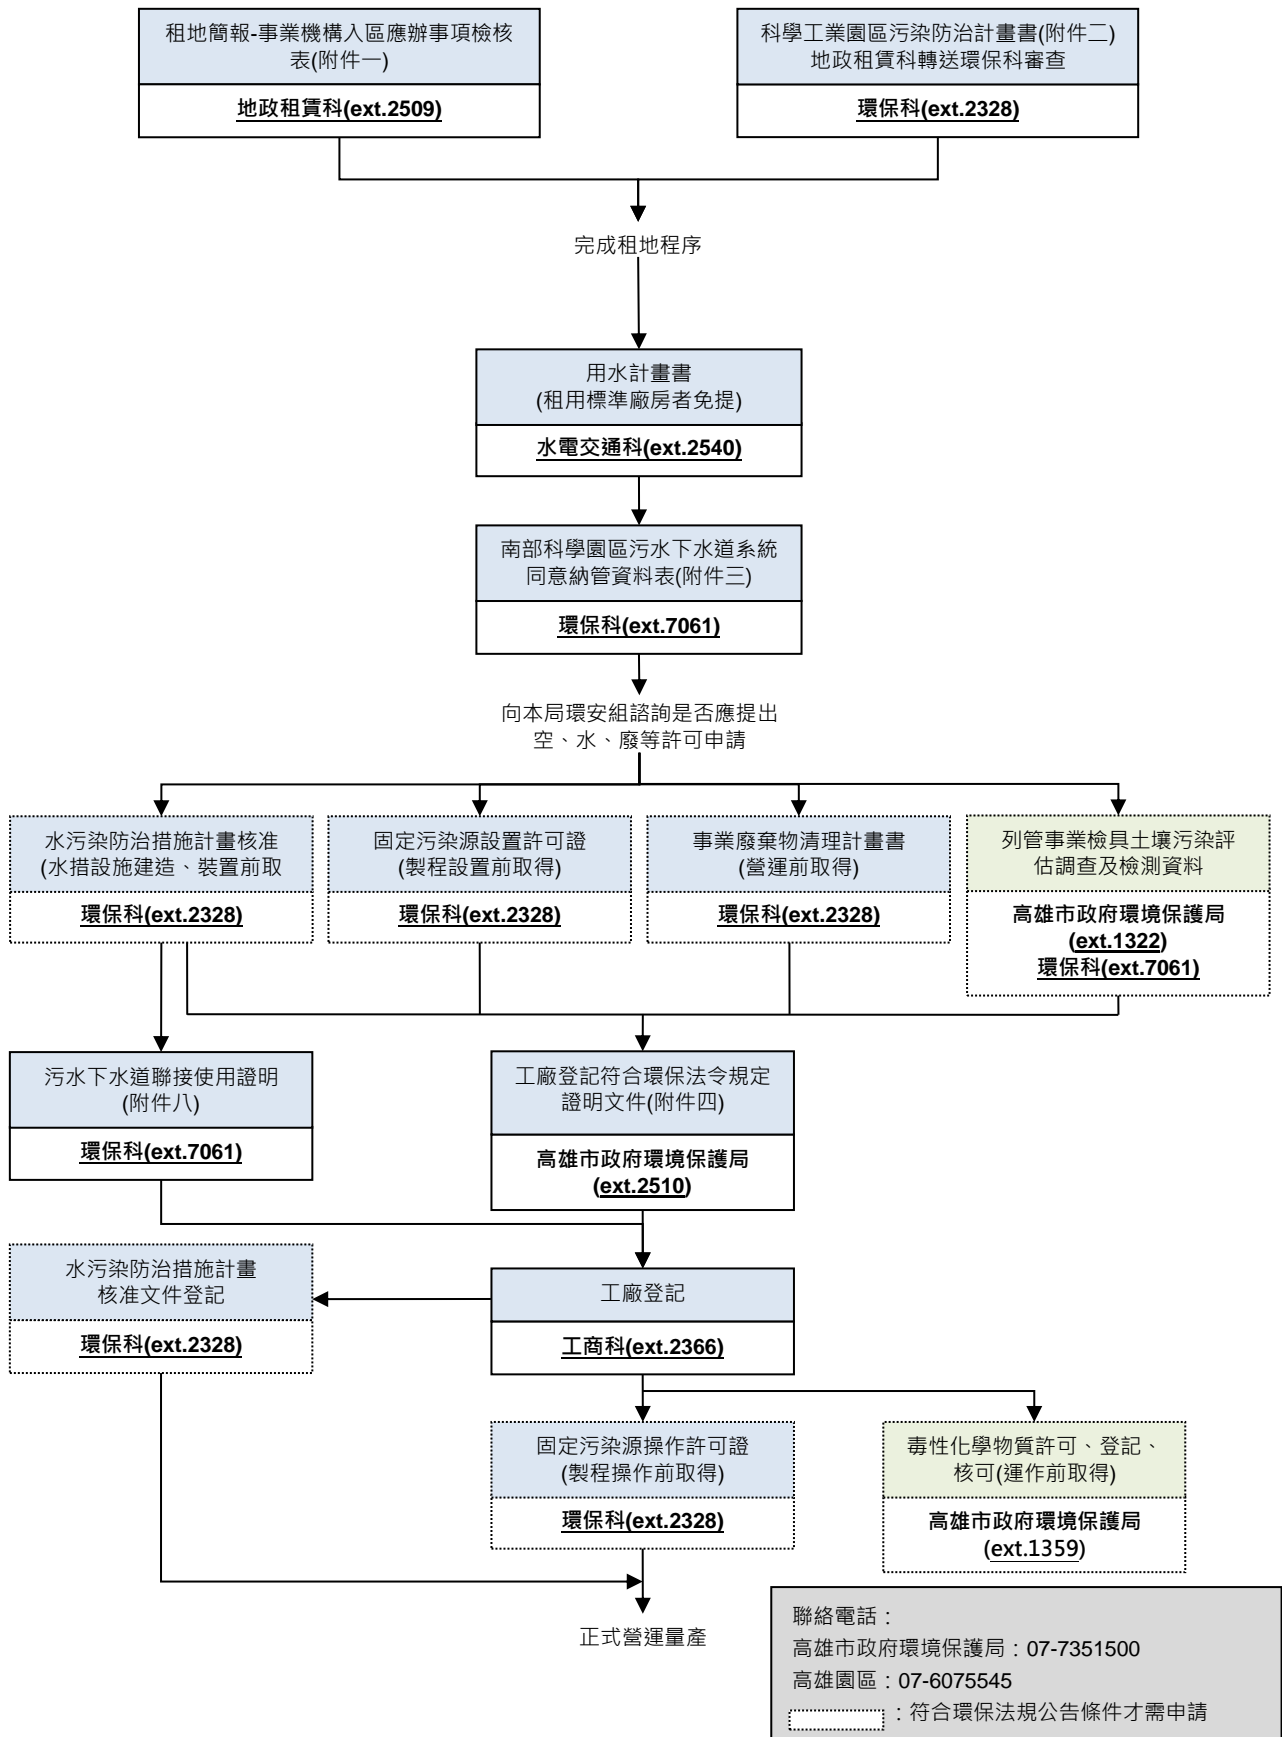 租地簡報-事業機構入區應辦事項檢核
表(附件一)
地政租賃科(ext.2509)
科學工業園區污染防治計畫書(附件二)
地政租賃科轉送環保科審查
環保科(ext.2328)
完成租地程序
用水計畫書
(租用標準廠房者免提)
水電交通科(ext.2540)
南部科學園區污水下水道系統
同意納管資料表(附件三)
環保科(ext.7061)
向本局環安組諮詢是否應提出
空、水、廢等許可申請
水污染防治措施計畫核准
(水措設施建造、裝置前取
環保科(ext.2328)
固定污染源設置許可證
(製程設置前取得)
環保科(ext.2328)
事業廢棄物清理計畫書
(營運前取得)
環保科(ext.2328)
列管事業檢具土壤污染評
估調查及檢測資料
高雄市政府環境保護局
(ext.1322)
環保科(ext.7061)
污水下水道聯接使用證明
(附件八)
環保科(ext.7061)
工廠登記符合環保法令規定
證明文件(附件四)
高雄市政府環境保護局
(ext.2510)
水污染防治措施計畫
核准文件登記
環保科(ext.2328)
工廠登記
工商科(ext.2366)
固定污染源操作許可證
(製程操作前取得)
環保科(ext.2328)
毒性化學物質許可、登記、
核可(運作前取得)
高雄市政府環境保護局
(ext.1359)
正式營運量產
聯絡電話：
高雄市政府環境保護局：07-7351500
高雄園區：07-6075545
：符合環保法規公告條件才需申請